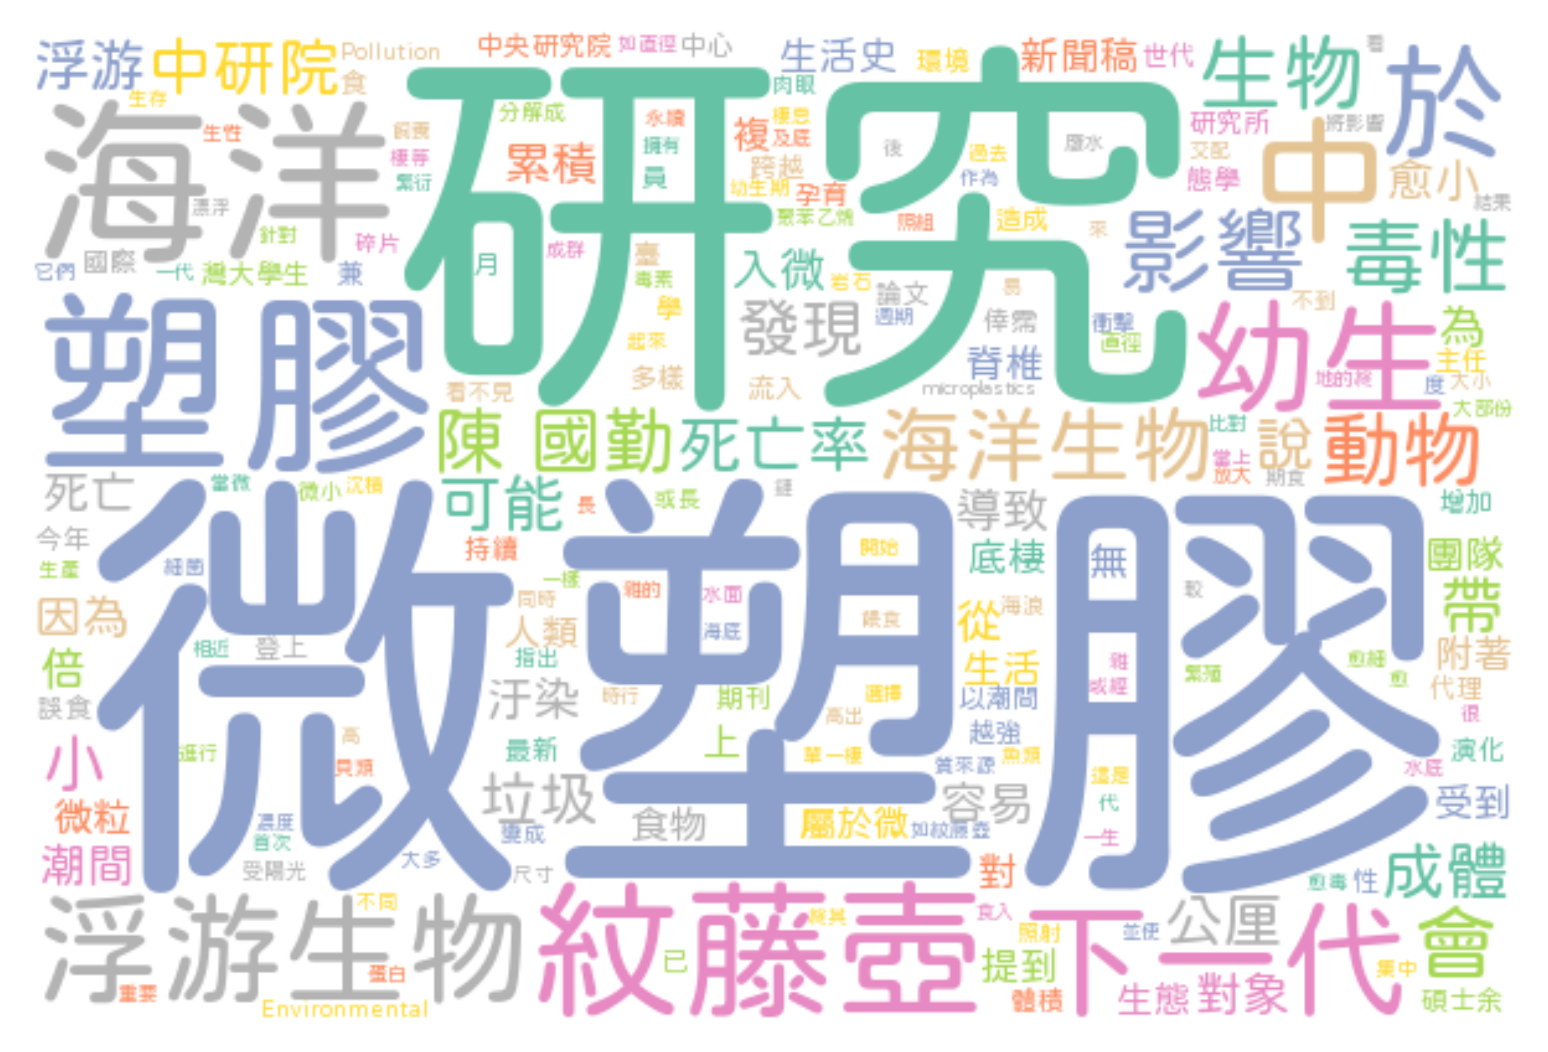 浮游 中研院 Pollution 中央研究院 如直徑 中心 生活史 環境 新聞稿 世代 生物 看 於
食 生存 海洋 生性 飼養 棲等 繁衍 分解成 研究 永續 擁有 員 複 肉眼 棲息 及底 跨越 幼生期 後 過去 作為 研究所 交配 態學 將影響 中 愈小 結果
累積 孕育 聚苯乙烯 照組 造成 來 影響 毒性
漂浮 針對 碎片 國際 它們 一代 灣大學生 兼 月 成群 臺 毒素 學 入微 岩石 論文 週期 易 不到
塑膠 起來 發現 倖需 衝擊 直徑 幼生 為 主任
看不見 多樣 流入 脊椎 microplastics 度 大小 大部份
陳 國勤 死亡率 海洋生物 比對 說 動物
死亡 當微 微小 沉積 可能 長 或長 鏈 導致 當上 放大 期食 增加
今年 生產 細菌 微塑膠 持續 一樣 開始 底棲 無 較 團隊
因為 相近 登上 同時 人類 雜的 水面 海底 餵食 從 海浪 帶
倍 指出 生活 雜 或經 繁殖 愈細 愈 附著
誤食 汙染 時行 期刊 選擇 高出 以潮間 代理 很
小 進行 高 貝類 最新 上 單一棲 越強 質來源 魚類 這是 水底 演化
微粒 濃度 首次 垃圾 變成 食物 屬於微 如紋藤壺 容易 代 一生 受到
潮間 受陽光 大多 尺寸 對 愈毒 性 成體
浮游生物 不同 紋藤壺 將其 食入 照射 下一代 並使 公厘 會
重要 蛋白 Environmental 已 提到 體積 生態 對象 集中 碩士余